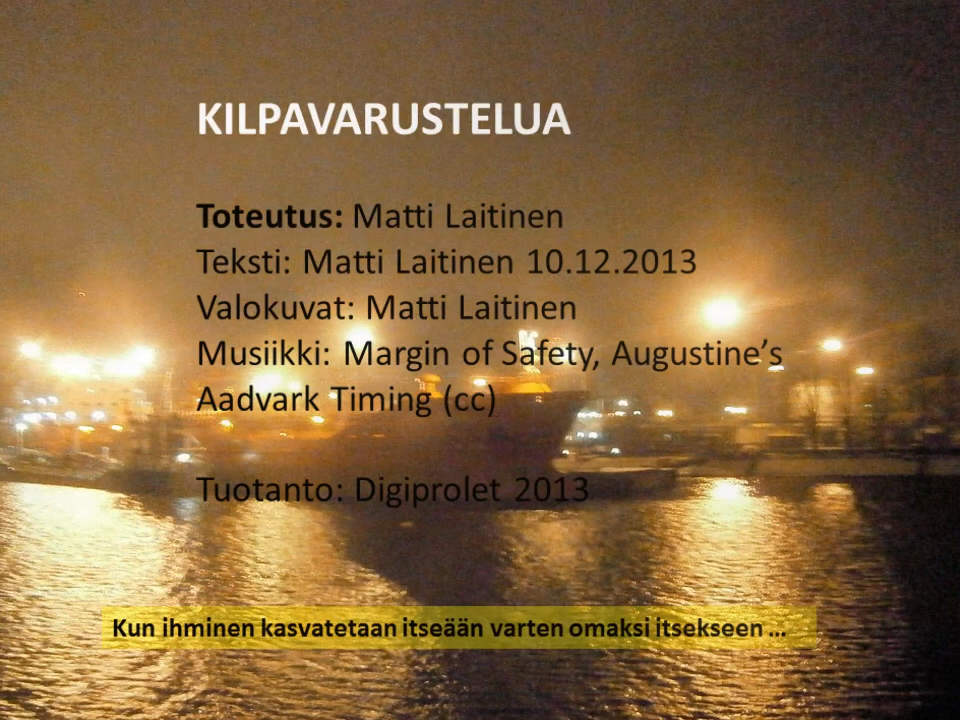 KILPAVARUSTELUA
Toteutus: Matti Laitinen
Teksti: Matti Laitinen 10.12.2013
Valokuvat: Matti Laitinen
Musiikki: Margin of Safety, Augustine’s
Aadvark Timing (cc)
Tuotanto: Digiprolet 2013
Kun ihminen kasvatetaan itseään varten omaksi itsekseen ...